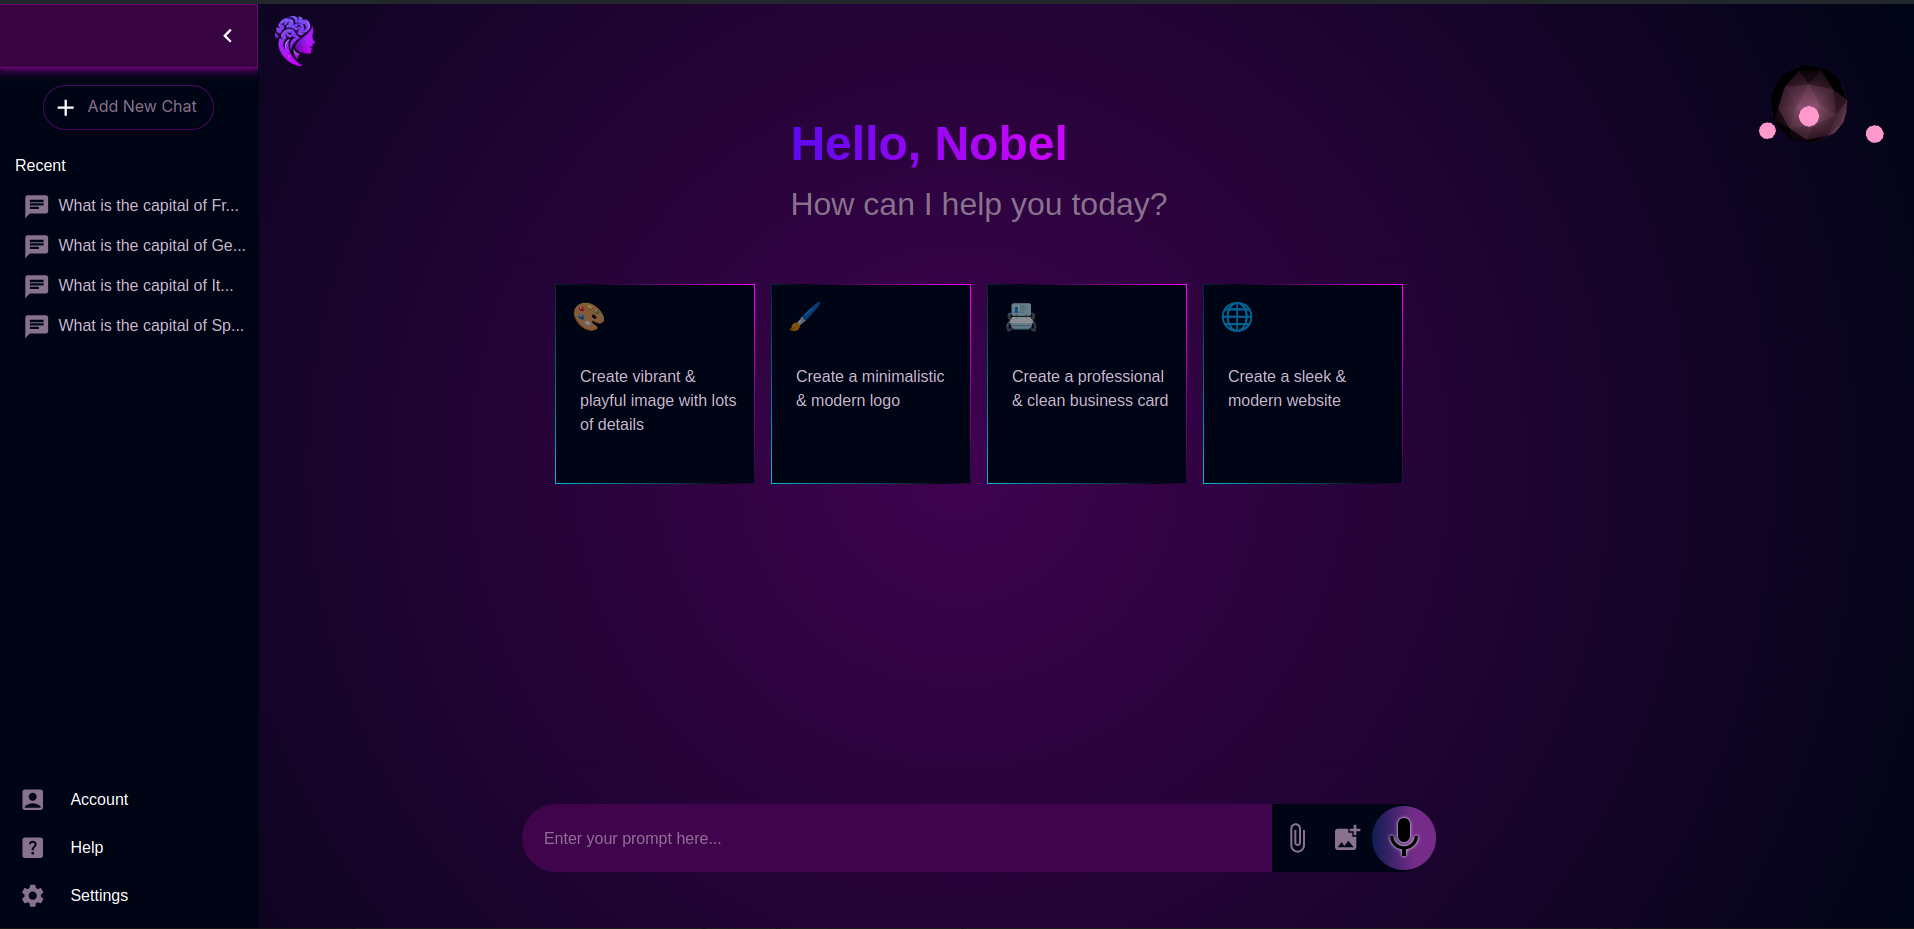 Add New Chat
Recent
What is the capital of Fr...
What is the capital of Ge...
What is the capital of It...
What is the capital of Sp...
Account
Help
Settings
Hello, Nobel
How can I help you today?
Create vibrant &
playful image with lots
of details
Create a minimalistic
& modern logo
Create a professional
& clean business card
Create a sleek &
modern website
Enter your prompt here...